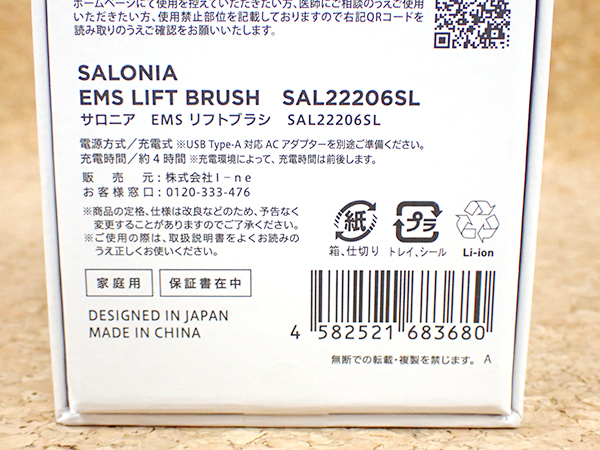 ホームページにて使用を控えていただきたい方、医師にご相談のうえご使用
いただきたい方、使用禁止部位を記載しておりますので右記QRコードを
読み取りのうえご確認をお願いいたします。
SALONIA
EMS LIFT BRUSH SAL22206SL
サロニア EMS リフトブラシ SAL22206SL
電源方式/充電式 ※USB Type-A 対応 AC アダプターを別途ご準備ください。
充電時間/約4時間 ※充電環境によって、充電時間は前後します。
販売元:株式会社I-ne
お客様窓口:0120-333-476
※商品の定格、仕様は改良などのため、予告なく
変更することがありますのでご了承ください。
※ご使用の際は、取扱説明書をよくお読みの
うえ正しくお使いください。
紙
箱、仕切り
プラ
トレイ、シール
Li-ion
家庭用
保証書在中
DESIGNED IN JAPAN
MADE IN CHINA
4 582521 683680
無断での転載・複製を禁じます。 A